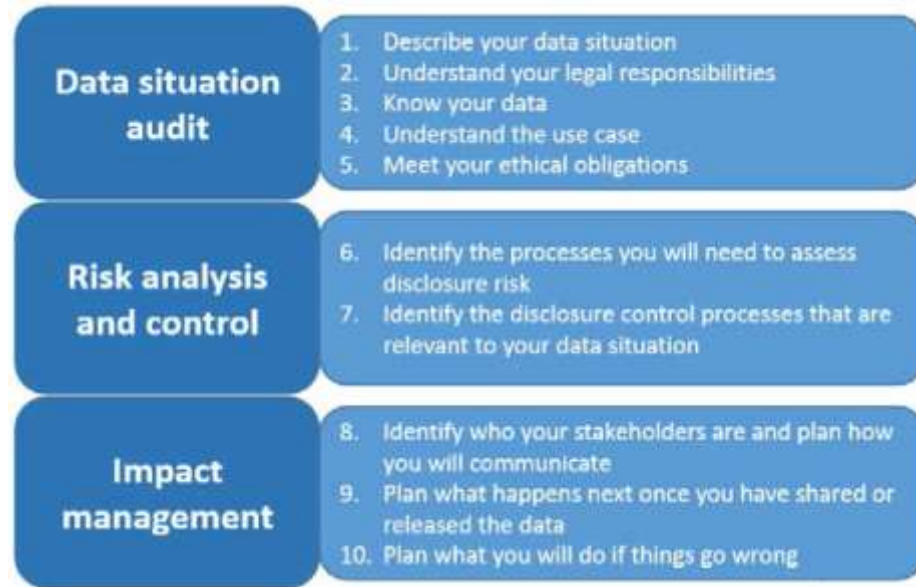 Data situation
audit
1. Describe your data situation
2. Understand your legal responsibilities
3. Know your data
4. Understand the use case
5. Meet your ethical obligations
Risk analysis
and control
6. Identify the processes you will need to assess
disclosure risk
7. Identify the disclosure control processes that are
relevant to your data situation
Impact
management
8. Identify who your stakeholders are and plan how
you will communicate
9. Plan what happens next once you have shared or
released the data
10. Plan what you will do if things go wrong